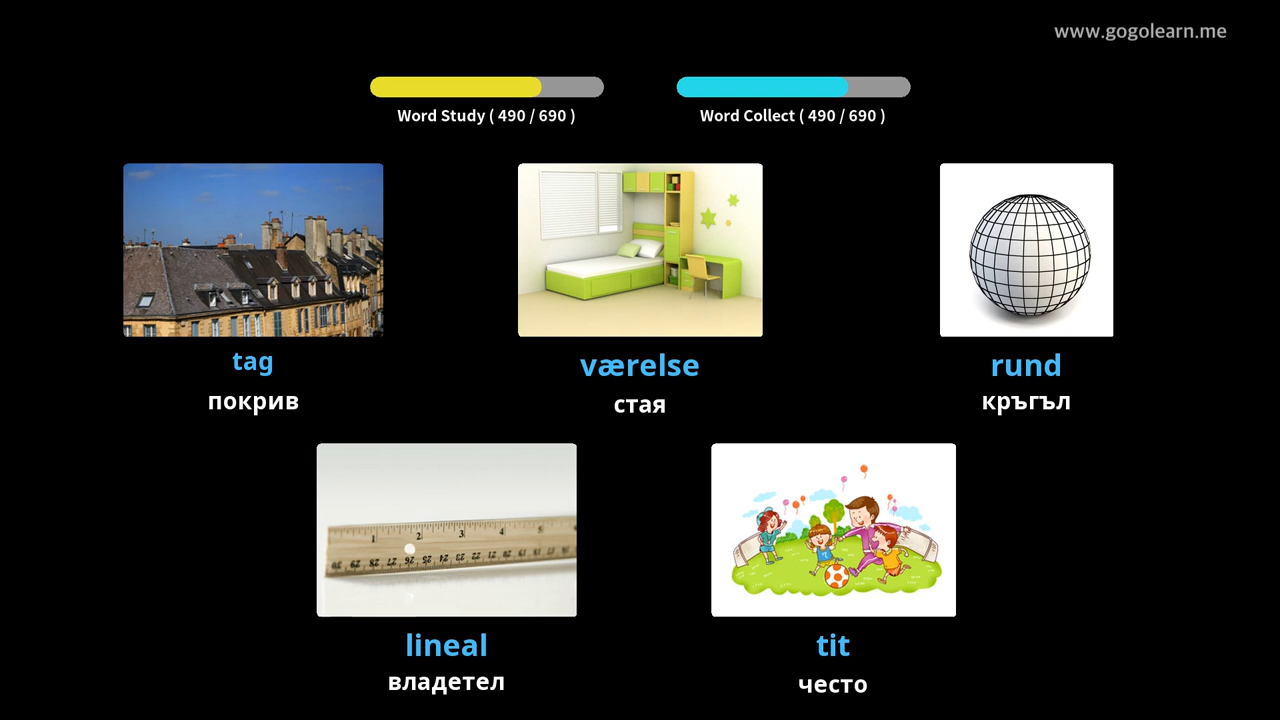 www.gogolearn.me
Word Study ( 490 / 690 )
Word Collect ( 490 / 690 )
tag
værelse
rund
покрив
стая
кръгъл
lineal
tit
владетел
често